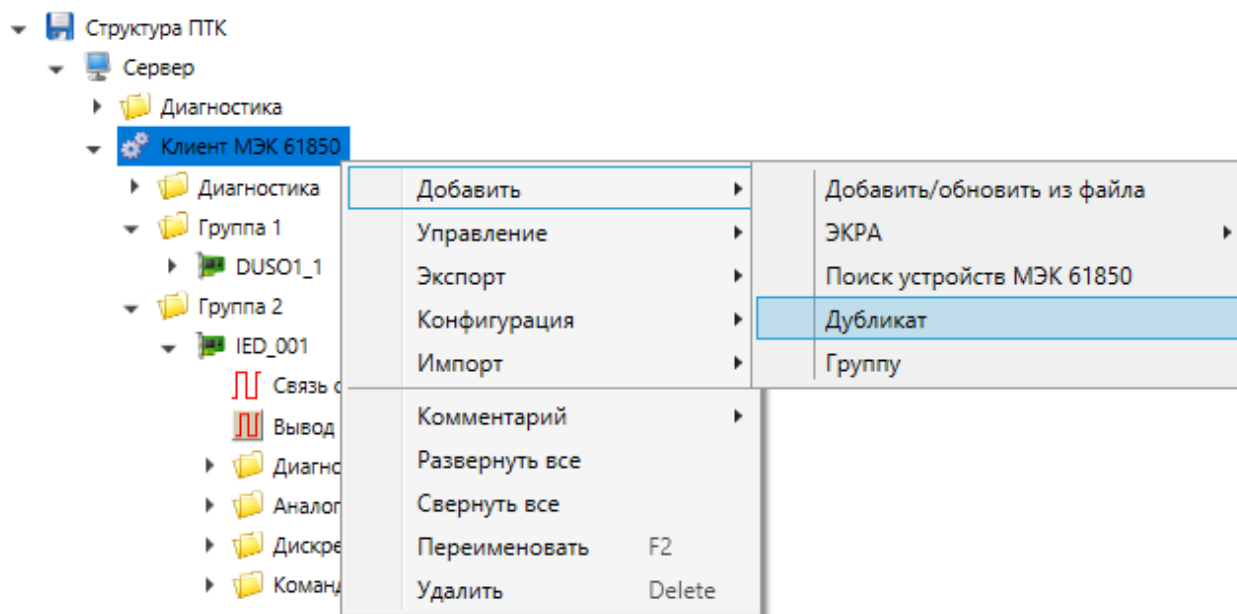 Структура ПТК
Сервер
Диагностика
Клиент МЭК 61850
Диагностика
Группа 1
DUSO1_1
Группа 2
IED_001
Связь
Вывод
Добавить
Управление
Экспорт
Конфигурация
Импорт
Комментарий
Развернуть все
Свернуть все
Переименовать F2
Удалить Delete
Добавить/обновить из файла
ЭКРА
Поиск устройств МЭК 61850
Дубликат
Группу